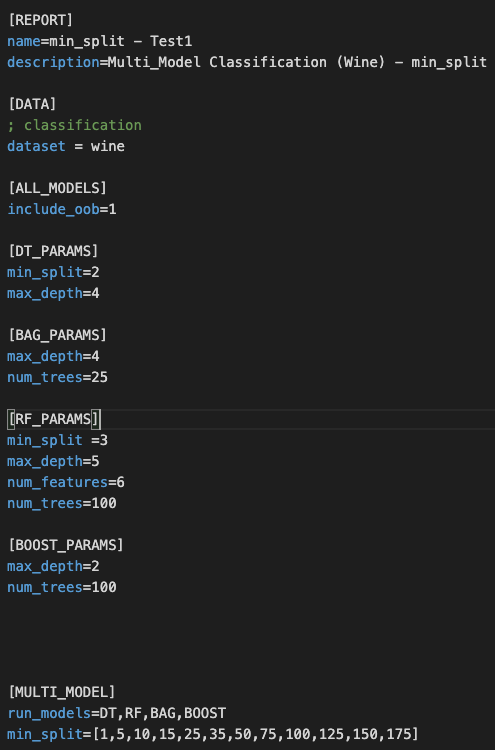 [REPORT]
name=min_split - Test1
description=Multi_Model Classification (Wine) - min_split
[DATA]
; classification
dataset = wine
[ALL_MODELS]
include_oob=1
[DT_PARAMS]
min_split=2
max_depth=4
[BAG_PARAMS]
max_depth=4
num_trees=25
[RF_PARAMS]
min_split =3
max_depth=5
num_features=6
num_trees=100
[BOOST_PARAMS]
max_depth=2
num_trees=100
[MULTI_MODEL]
run_models=DT,RF,BAG,BOOST
min_split=[1,5,10,15,25,35,50,75,100,125,150,175]